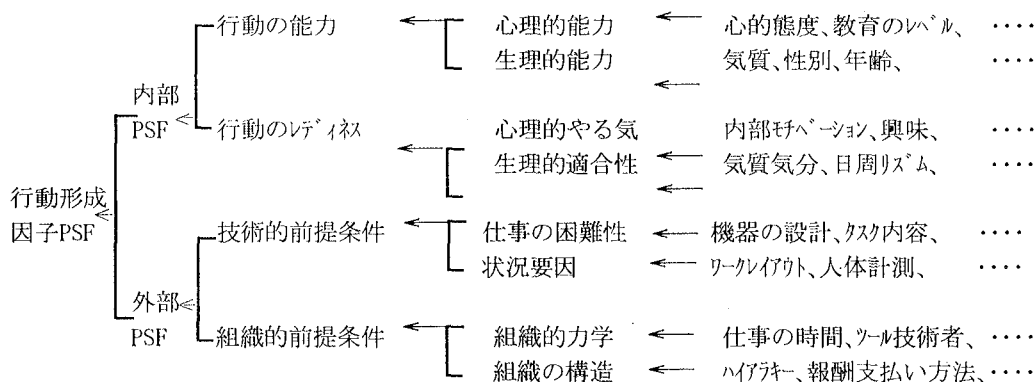 行動の能力 心理的能力 心的態度、教育のﾚﾍﾞﾙ、 ････
生理的能力 気質、性別、年齢、 ････
内部
PSF 行動のﾚﾃﾞｨﾈｽ 心理的やる気 内部ﾓﾁﾍﾞｰｼｮﾝ、興味、 ････
生理的適合性 気質気分、日周ﾘｽﾞﾑ、 ････
行動形成
因子PSF 技術的前提条件 仕事の困難性 機器の設計、ﾀｽｸ内容、 ････
状況要因 ﾜｰｸﾚｲｱｳﾄ、人体計測、 ････
外部
PSF 組織的前提条件 組織的力学 仕事の時間、ﾂｰﾙ技術者、 ････
組織の構造 ﾊｲｱﾗｷｰ、報酬支払い方法、････